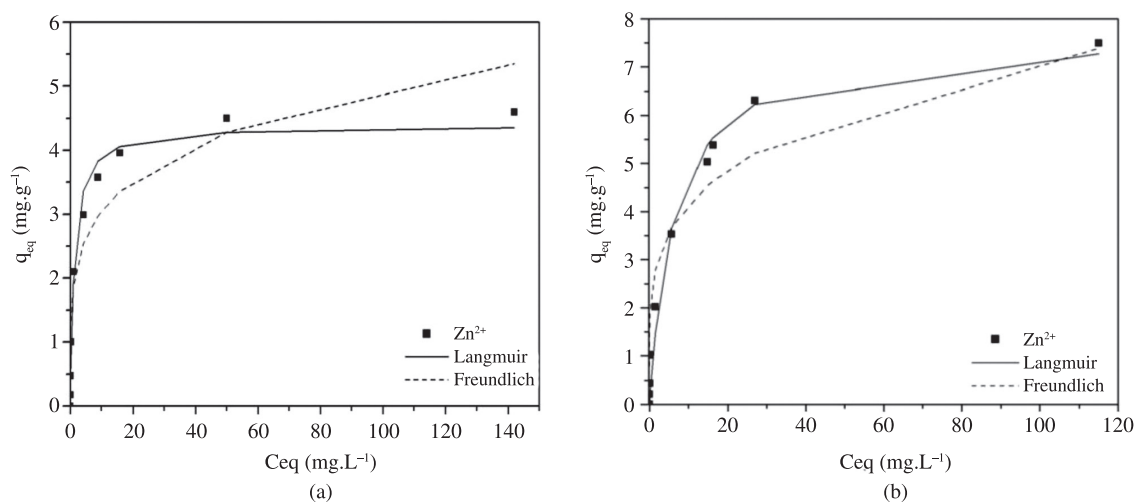 6
5
4
3
2
1
0
q_eq (mg.g⁻¹)
0 20 40 60 80 100 120 140
Ceq (mg.L⁻¹)
Zn²⁺
Langmuir
Freundlich
(a)
8
7
6
5
4
3
2
1
0
q_eq (mg.g⁻¹)
0 20 40 60 80 100 120
Ceq (mg.L⁻¹)
Zn²⁺
Langmuir
Freundlich
(b)